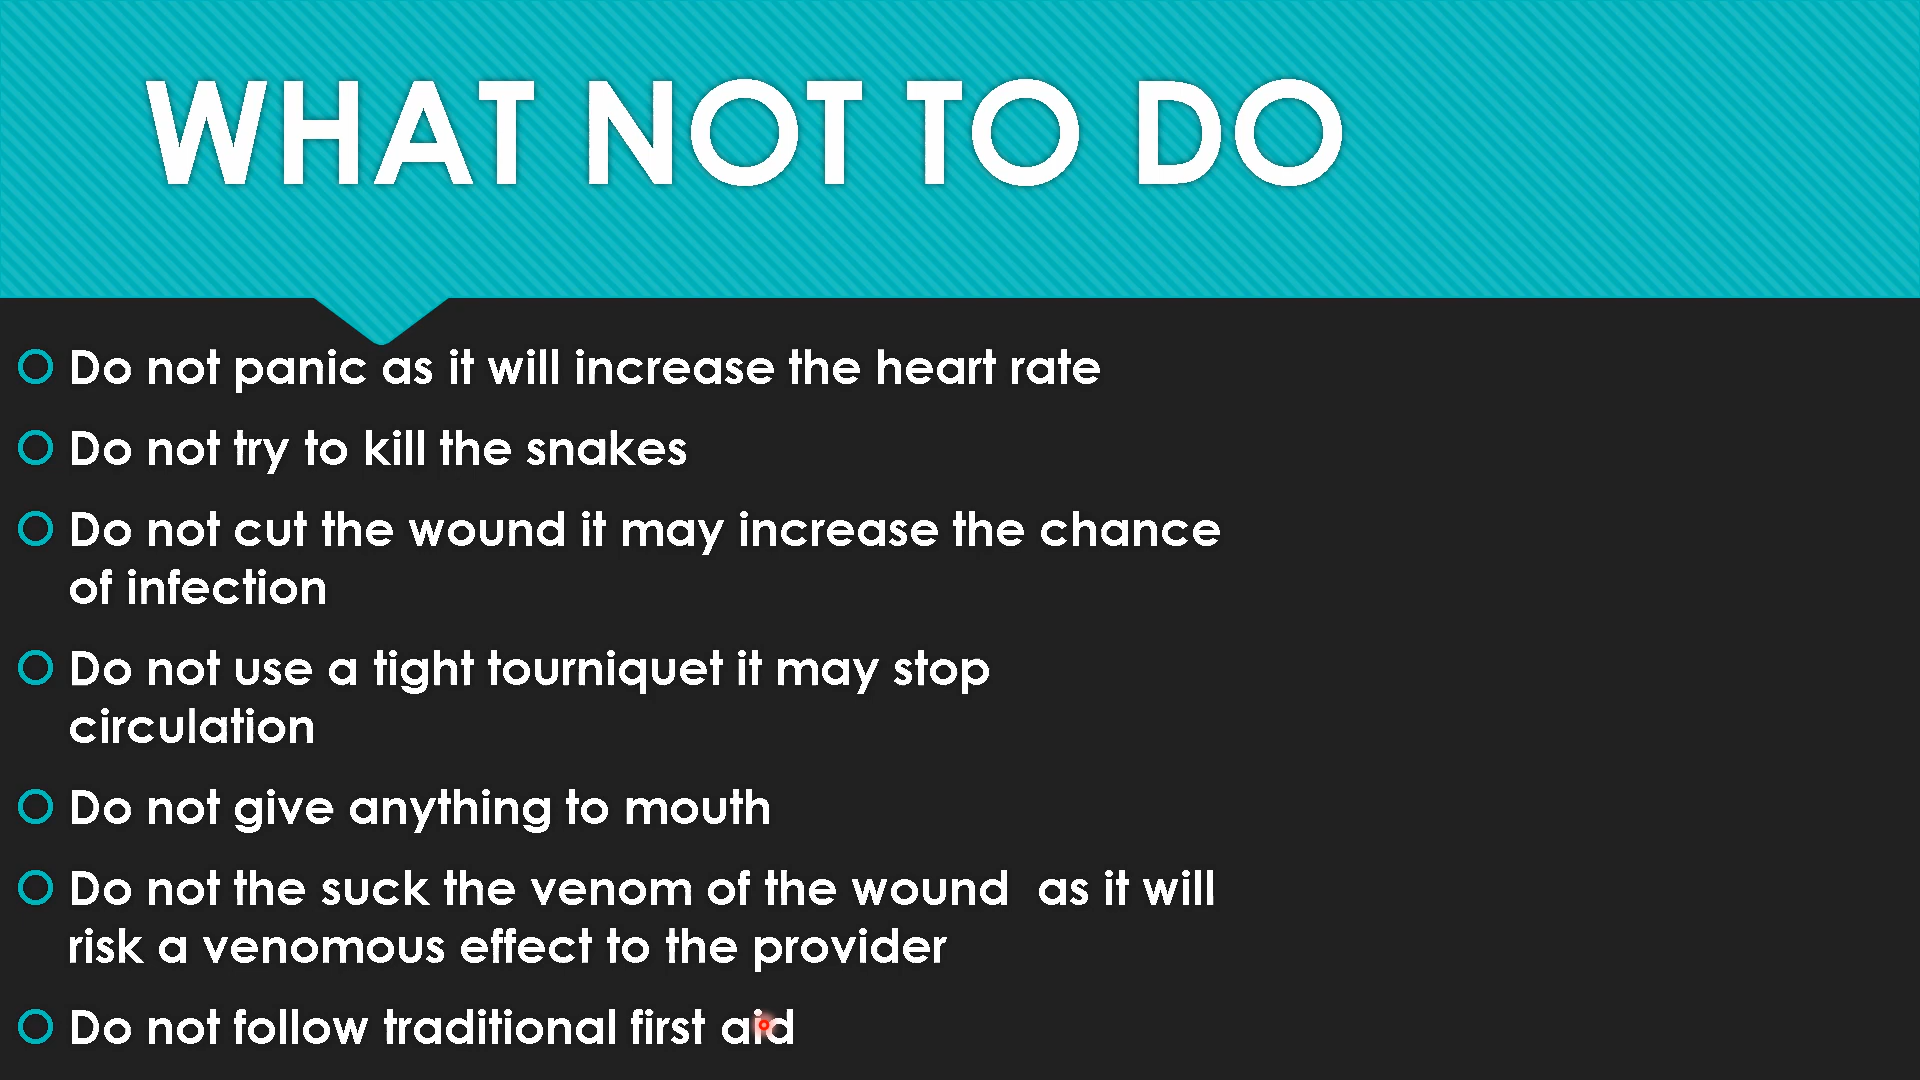 WHAT NOT TO DO
Do not panic as it will increase the heart rate
Do not try to kill the snakes
Do not cut the wound it may increase the chance
of infection
Do not use a tight tourniquet it may stop
circulation
Do not give anything to mouth
Do not the suck the venom of the wound  as it will
risk a venomous effect to the provider
Do not follow traditional first aid